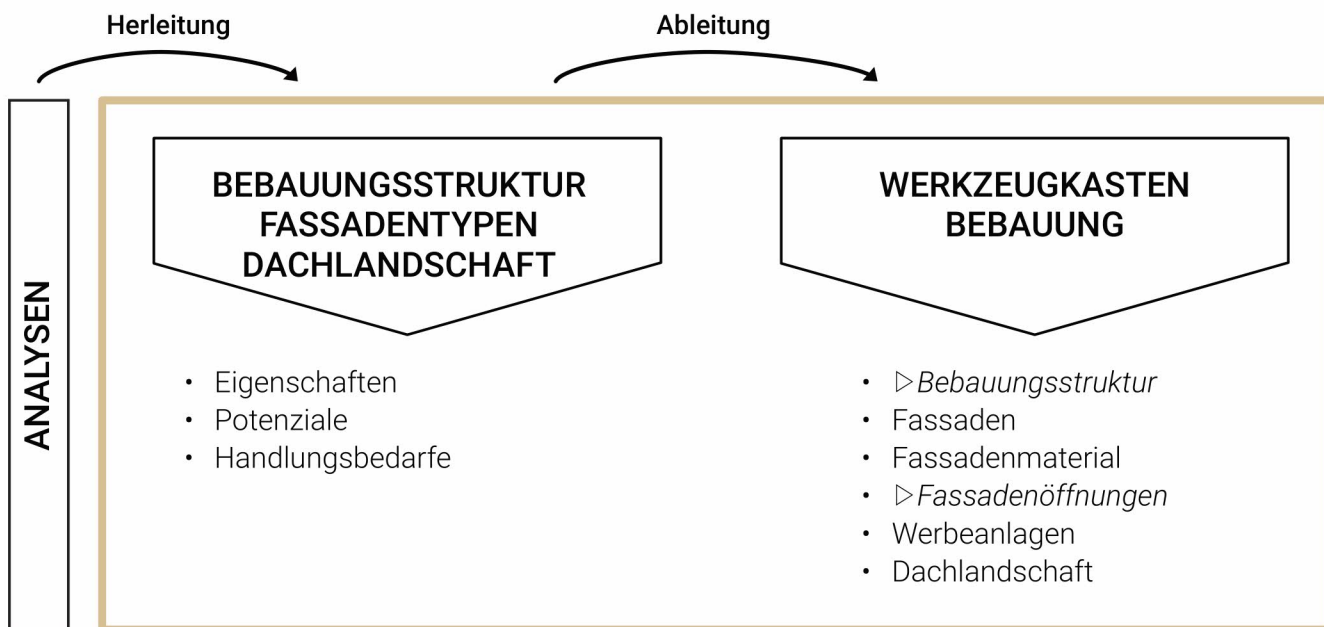 Herleitung
Ableitung
ANALYSEN
BEBAUUNGSSTRUKTUR
FASSADENTYPEN
DACHLANDSCHAFT
• Eigenschaften
• Potenziale
• Handlungsbedarfe
WERKZEUGKASTEN
BEBAUUNG
• ▷Bebauungsstruktur
• Fassaden
• Fassadenmaterial
• ▷Fassadenöffnungen
• Werbeanlagen
• Dachlandschaft